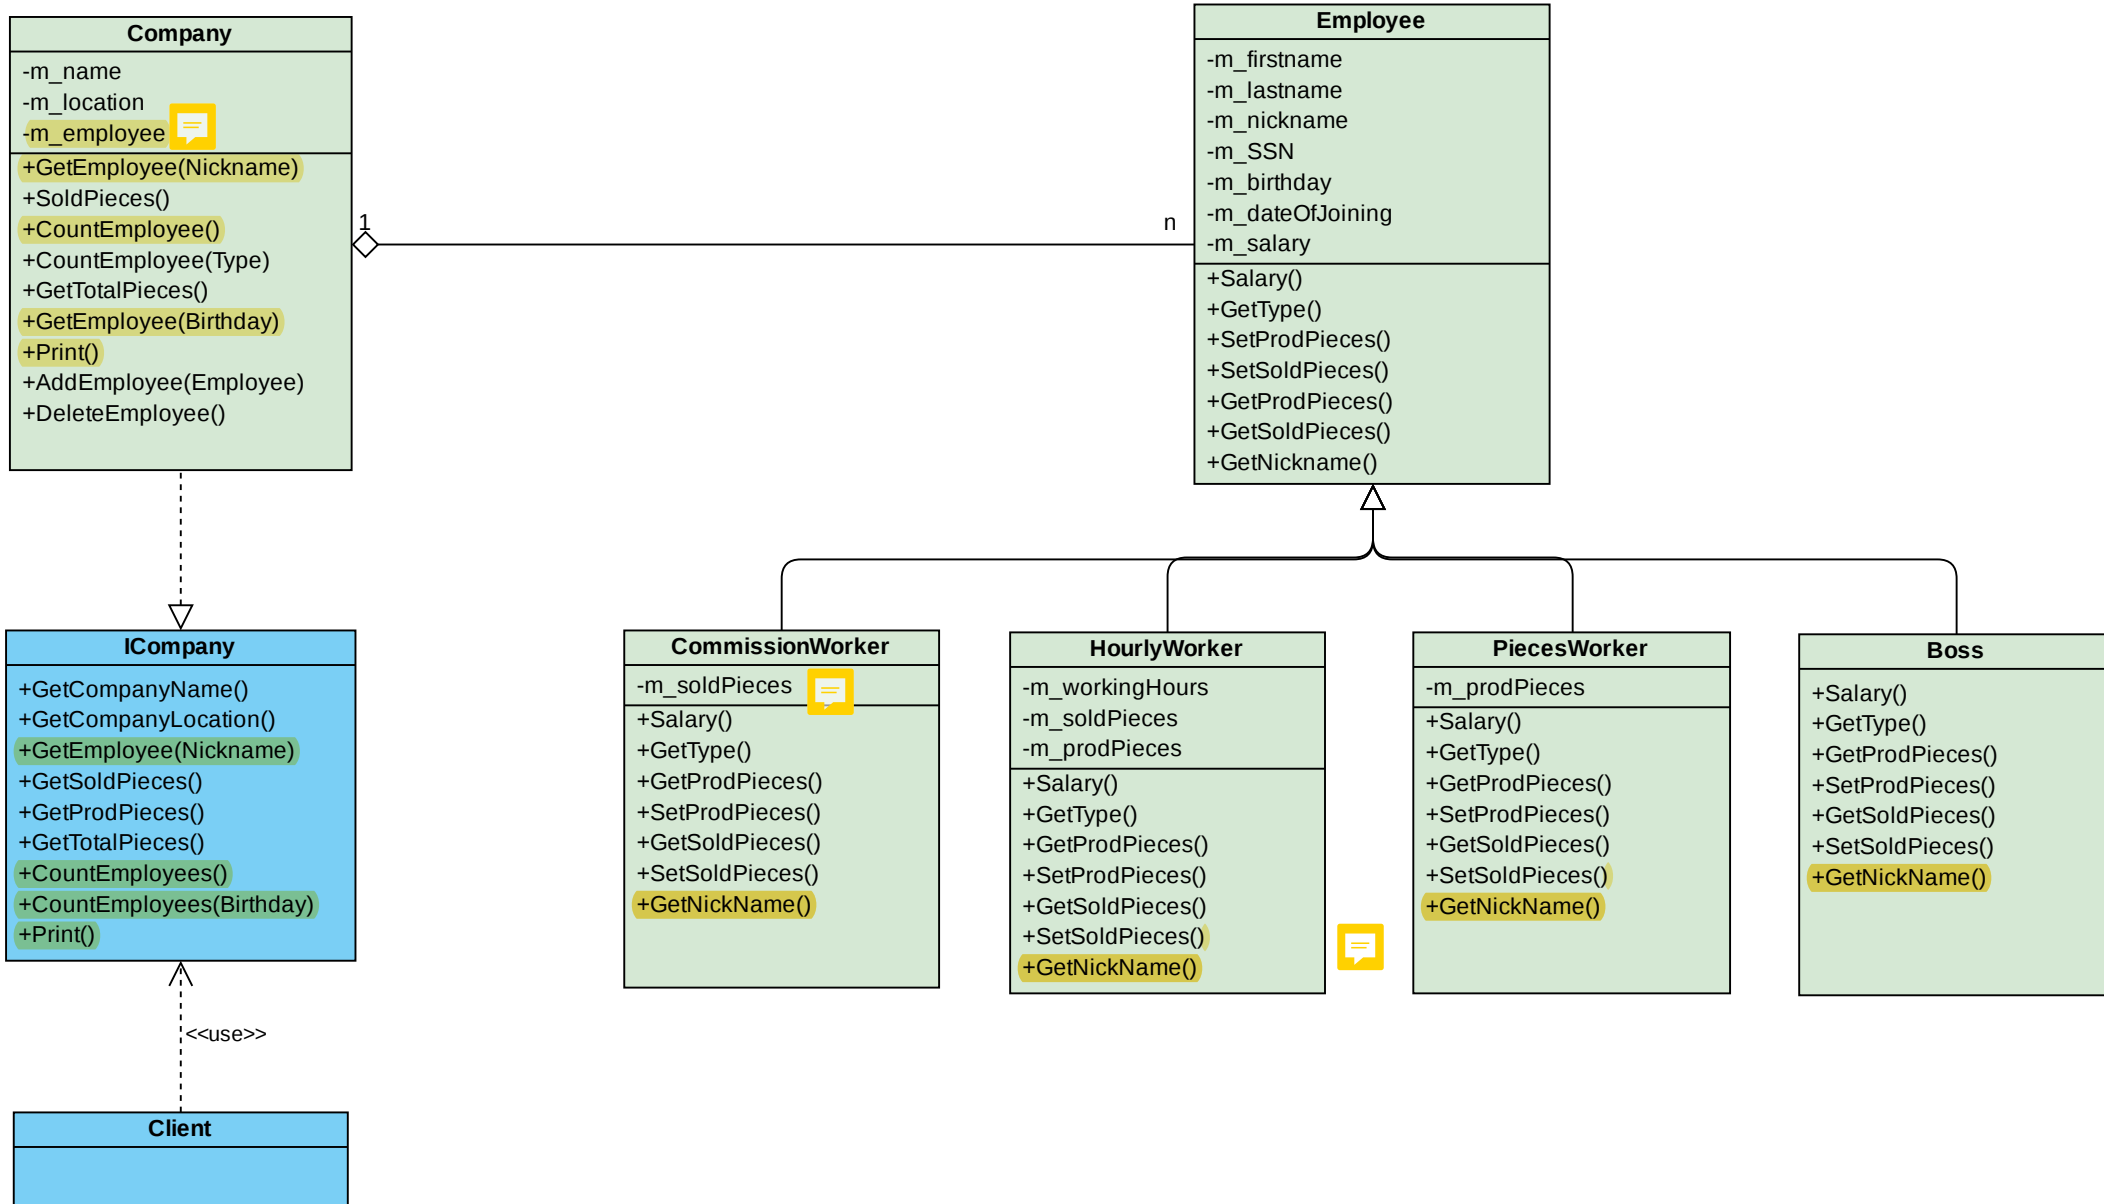 Company
-m_name
-m_location
-m_employee
+GetEmployee(Nickname)
+SoldPieces()
+CountEmployee()
+CountEmployee(Type)
+GetTotalPieces()
+GetEmployee(Birthday)
+Print()
+AddEmployee(Employee)
+DeleteEmployee()
1
n
Employee
-m_firstname
-m_lastname
-m_nickname
-m_SSN
-m_birthday
-m_dateOfJoining
-m_salary
+Salary()
+GetType()
+SetProdPieces()
+SetSoldPieces()
+GetProdPieces()
+GetSoldPieces()
+GetNickname()
ICompany
+GetCompanyName()
+GetCompanyLocation()
+GetEmployee(Nickname)
+GetSoldPieces()
+GetProdPieces()
+GetTotalPieces()
+CountEmployees()
+CountEmployees(Birthday)
+Print()
CommissionWorker
-m_soldPieces
+Salary()
+GetType()
+GetProdPieces()
+SetProdPieces()
+GetSoldPieces()
+SetSoldPieces()
+GetNickName()
HourlyWorker
-m_workingHours
-m_soldPieces
-m_prodPieces
+Salary()
+GetType()
+GetProdPieces()
+SetProdPieces()
+GetSoldPieces()
+SetSoldPieces()
+GetNickName()
PiecesWorker
-m_prodPieces
+Salary()
+GetType()
+GetProdPieces()
+SetProdPieces()
+GetSoldPieces()
+SetSoldPieces()
+GetNickName()
Boss
+Salary()
+GetType()
+GetProdPieces()
+SetProdPieces()
+GetSoldPieces()
+SetSoldPieces()
+GetNickName()
<<use>>
Client